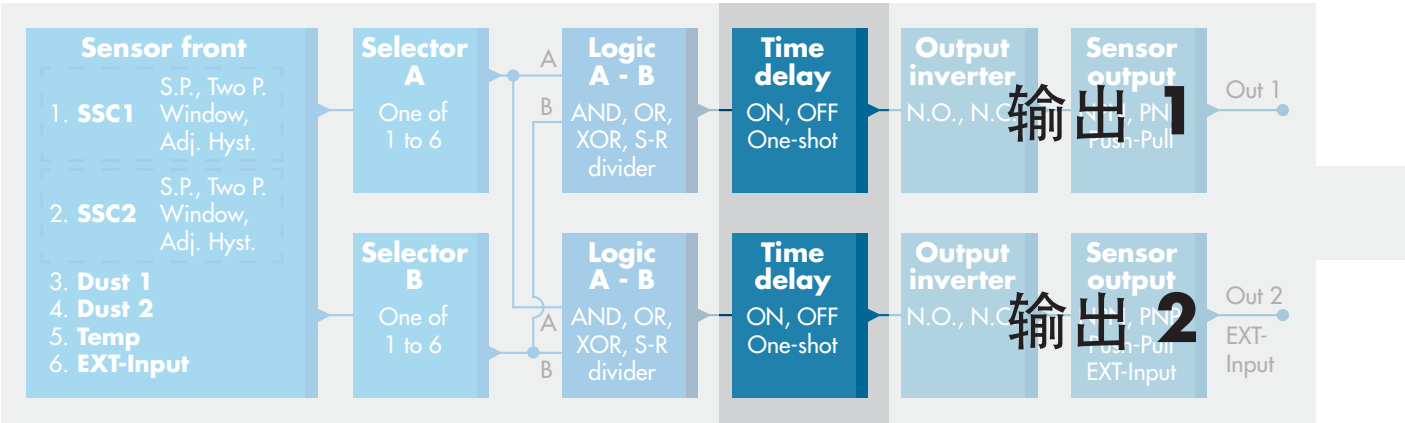 Sensor front
1. SSC1
S.P., Two P.
Window,
Adj. Hyst.
2. SSC2
S.P., Two P.
Window,
Adj. Hyst.
3. Dust 1
4. Dust 2
5. Temp
6. EXT-Input
Selector
A
One of
1 to 6
Selector
B
One of
1 to 6
A
B
Logic
A - B
AND, OR,
XOR, S-R
divider
A
B
Logic
A - B
AND, OR,
XOR, S-R
divider
Time
delay
ON, OFF
One-shot
Time
delay
ON, OFF
One-shot
Output
inverter
N.O., N.C.
Output
inverter
N.O., N.C.
Sensor
output
NPN, PNP
Push-Pull
输出 1
Sensor
output
NPN, PNP
Push-Pull
EXT-Input
输出 2
Out 1
Out 2
EXT-
Input